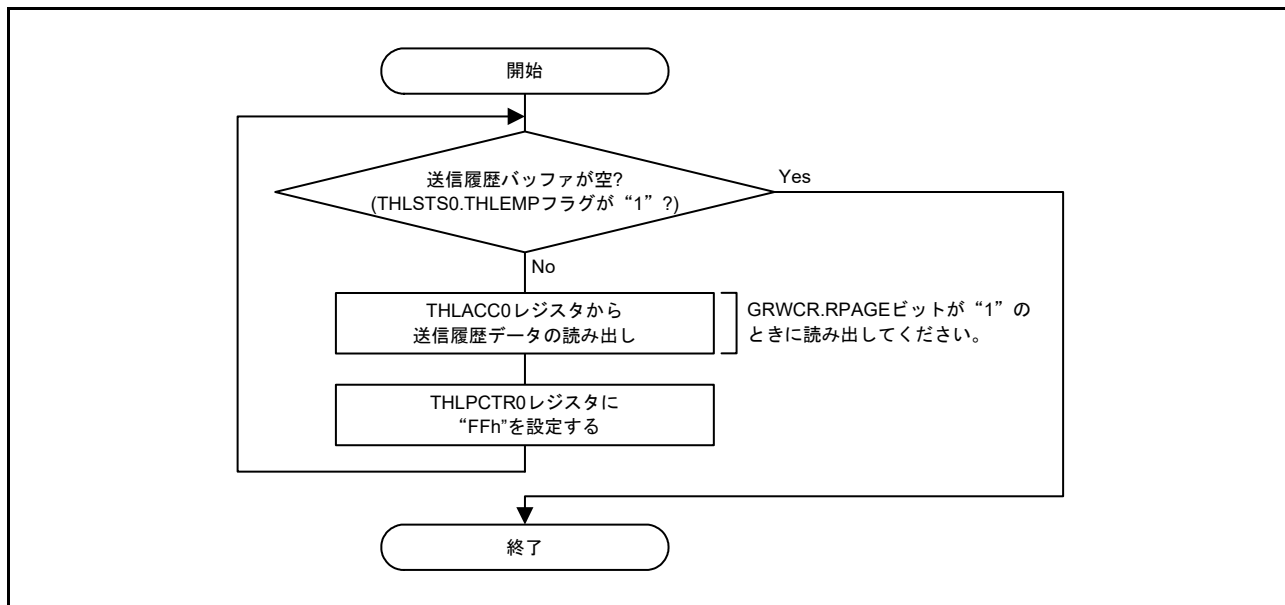 開始
送信履歴バッファが空?
(THLSTS0.THLEMPフラグが“1”?)
Yes
No
THLACC0レジスタから
送信履歴データの読み出し
GRWCR.RPAGEビットが“1”の
ときに読み出してください。
THLPCTR0レジスタに
“FFh”を設定する
終了